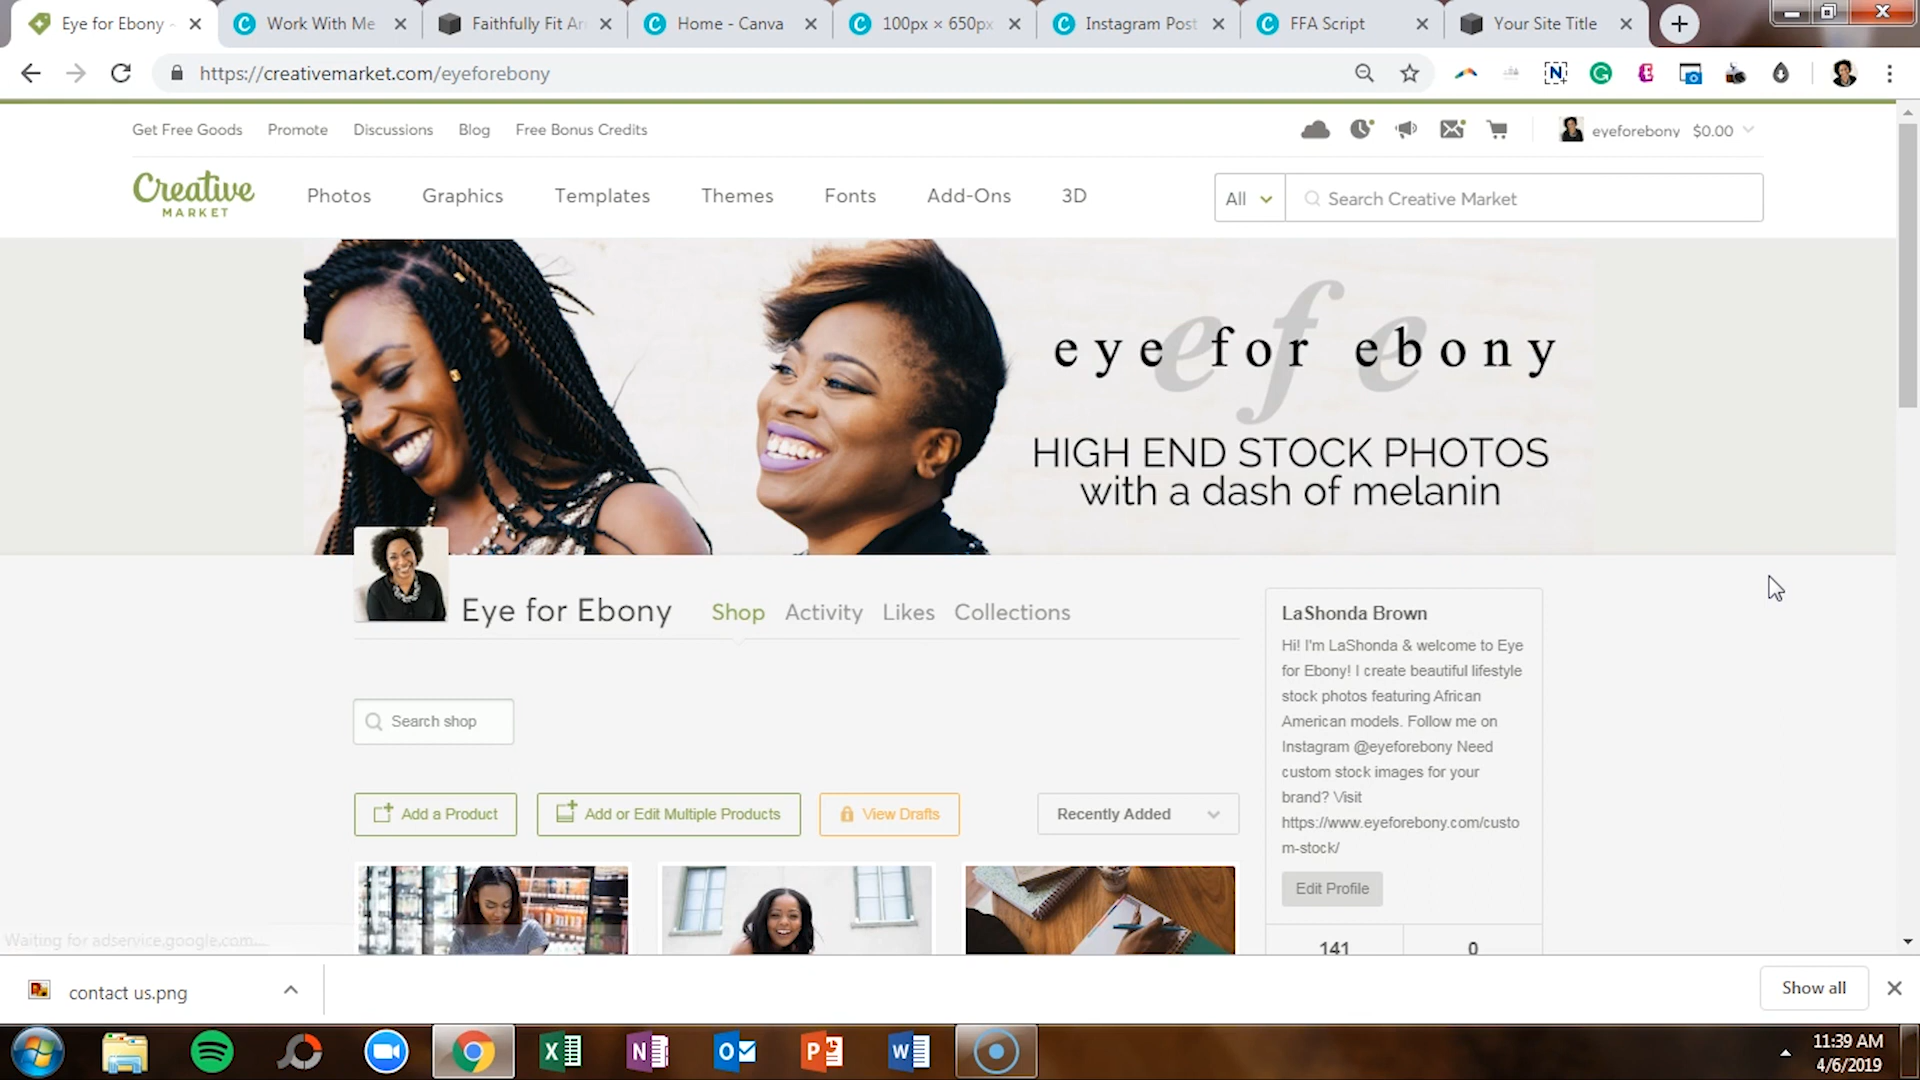 Eye for Ebony -
Work With Me
Faithfully Fit Ar
Home - Canva
100px × 650px
Instagram Post
FFA Script
Your Site Title
https://creativemarket.com/eyeforebony
Get Free Goods
Promote
Discussions
Blog
Free Bonus Credits
eyeforebony $0.00
Creative
MARKET
Photos
Graphics
Templates
Themes
Fonts
Add-Ons
3D
All
Search Creative Market
efe
eye for ebony
HIGH END STOCK PHOTOS
with a dash of melanin
Eye for Ebony
Shop
Activity
Likes
Collections
LaShonda Brown
Hi! I'm LaShonda & welcome to Eye
for Ebony! I create beautiful lifestyle
stock photos featuring African
American models. Follow me on
Instagram @eyeforebony Need
custom stock images for your
brand? Visit
https://www.eyeforebony.com/custo
m-stock/
Edit Profile
141
0
Search shop
Add a Product
Add or Edit Multiple Products
View Drafts
Recently Added
Waiting for adservice.google.com...
contact us.png
Show all
11:39 AM
4/6/2019